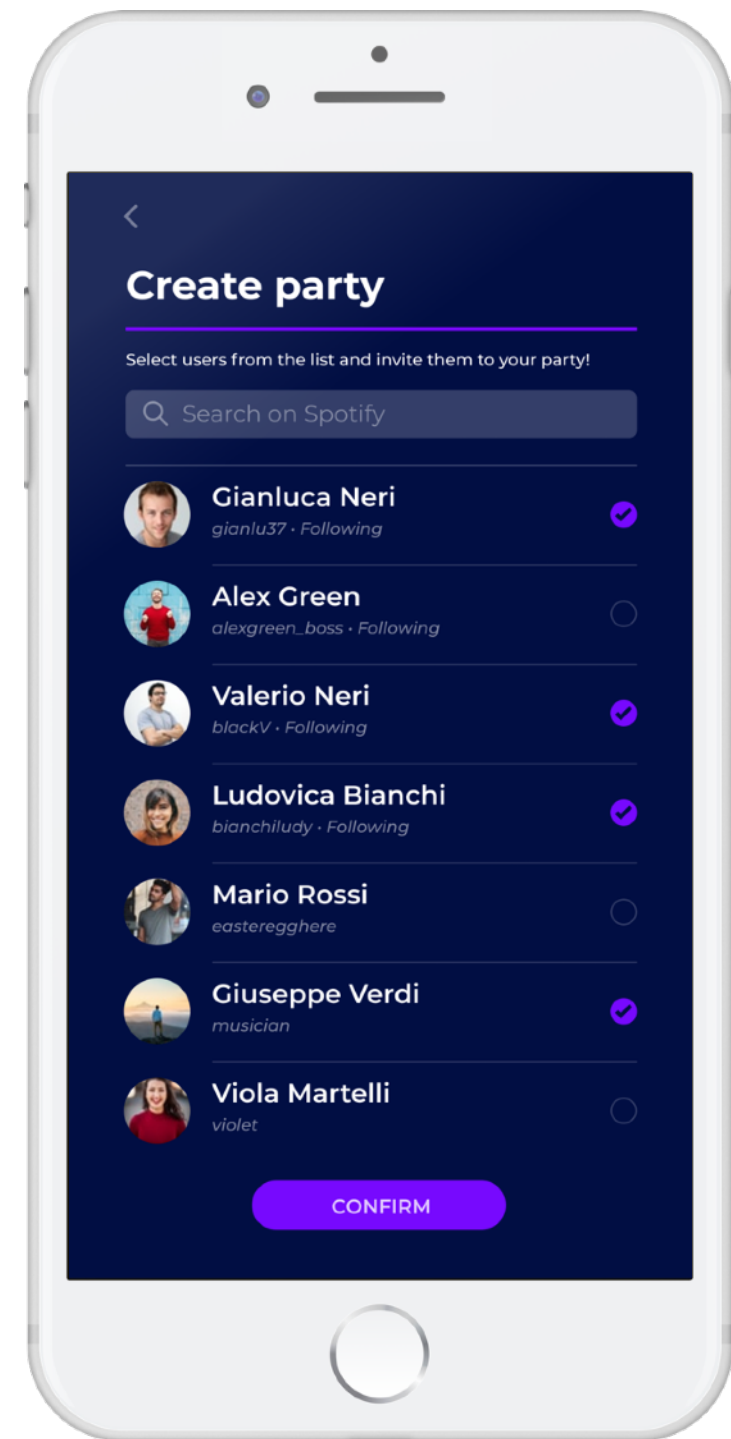 Create party
Select users from the list and invite them to your party!
Search on Spotify
Gianluca Neri
gianlu37 • Following
Alex Green
alexgreen_boss • Following
Valerio Neri
blackV • Following
Ludovica Bianchi
bianchiludy • Following
Mario Rossi
easteregghere
Giuseppe Verdi
musician
Viola Martelli
violet
CONFIRM